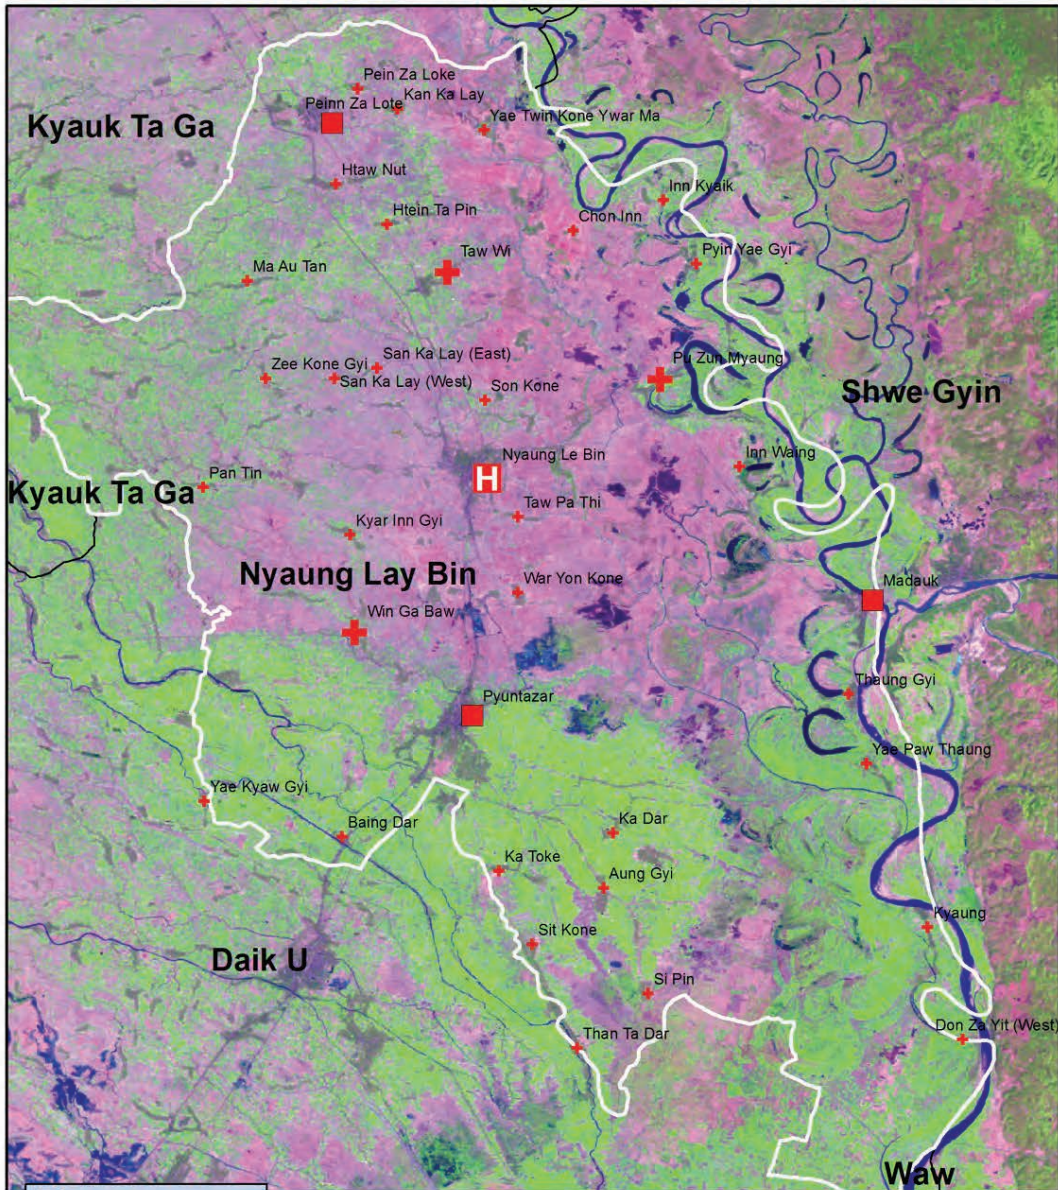 Pein Za Loke
Kan Ka Lay
Peinn Za Lote
Kyauk Ta Ga
Yae Twin Kone Ywar Ma
Htaw Nut
Inn Kyaik
Htein Ta Pin
Chon Inn
Taw Wi
Pyin Yae Gyi
Ma Au Tan
San Ka Lay (East)
Pu Zun Myaung
Zee Kone Gyi
San Ka Lay (West)
Son Kone
Shwe Gyin
Nyaung Le Bin
H
Inn Waing
Pan Tin
Kyauk Ta Ga
Taw Pa Thi
Kyar Inn Gyi
Nyaung Lay Bin
War Yon Kone
Madauk
Win Ga Baw
Thaung Gyi
Pyuntazar
Yae Paw Thaung
Yae Kyaw Gyi
Baing Dar
Ka Dar
Ka Toke
Aung Gyi
Kyaung
Sit Kone
Daik U
Si Pin
Don Za Yit (West)
Than Ta Dar
Waw